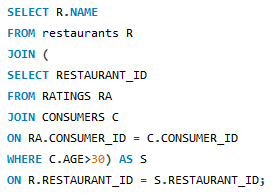 SELECT R.NAME
FROM restaurants R
JOIN (
SELECT RESTAURANT_ID
FROM RATINGS RA
JOIN CONSUMERS C
ON RA.CONSUMER_ID = C.CONSUMER_ID
WHERE C.AGE>30) AS S
ON R.RESTAURANT_ID = S.RESTAURANT_ID;